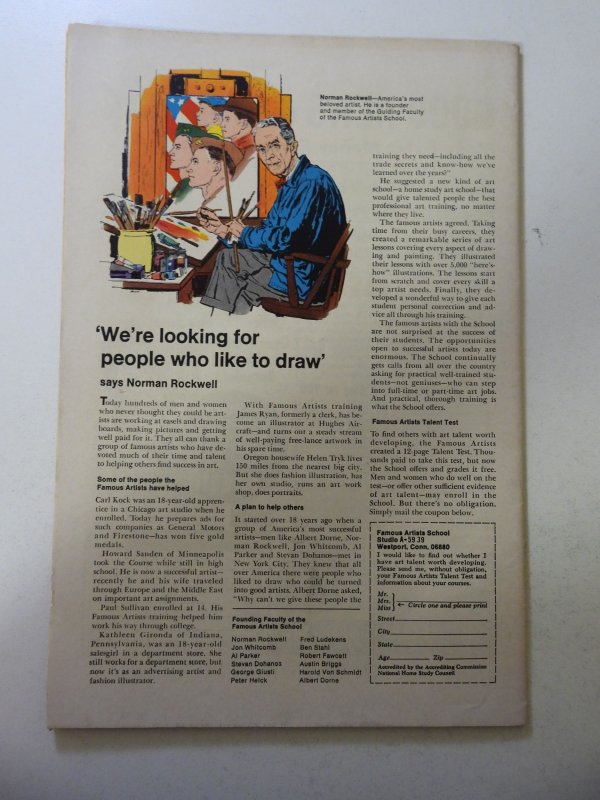 Norman Rockwell—America's most
beloved artist. He is a founder
and member of the Guiding Faculty
of the Famous Artists School.
'We're looking for
people who like to draw'
says Norman Rockwell
Today hundreds of men and women
who never thought they could be art-
ists are working at easels and drawing
boards, making pictures and getting
well paid for it. They all can thank a
group of famous artists who have de-
voted much of their time and talent
to helping others find success in art.
Some of the people the
Famous Artists have helped
Carl Kock was an 18-year-old appren-
tice in a Chicago art studio when he
enrolled. Today he prepares ads for
such companies as General Motors
and Firestone—has won five gold
medals.
Howard Sanden of Minneapolis
took the Course while still in high
school. He is now a successful artist—
recently he and his wife traveled
through Europe and the Middle East
on important art assignments.
Paul Sullivan enrolled at 14. His
Famous Artists training helped him
work his way through college.
Kathleen Gironda of Indiana,
Pennsylvania, was an 18-year-old
salesgirl in a department store. She
still works for a department store, but
now it's as an advertising artist and
fashion illustrator.
With Famous Artists training
James Ryan, formerly a clerk, has be-
come an illustrator at Hughes Air-
craft—and turns out a steady stream
of well-paying free-lance artwork in
his spare time.
Oregon housewife Helen Tryk lives
150 miles from the nearest big city.
But she does fashion illustration, has
her own studio, runs an art work
shop, does portraits.
A plan to help others
It started over 18 years ago when a
group of America's most successful
artists—men like Albert Dorne, Nor-
man Rockwell, Jon Whitcomb, Al
Parker and Stevan Dohanos—met in
New York City. They knew that all
over America there were people who
liked to draw who could be turned
into good artists. Albert Dorne asked,
"Why can't we give these people the
Founding Faculty of the
Famous Artists School
Norman Rockwell
Jon Whitcomb
Al Parker
Stevan Dohanos
George Giusti
Peter Helck
Fred Ludekens
Ben Stahl
Robert Fawcett
Austin Briggs
Harold Von Schmidt
Albert Dorne
training they need—including all the
trade secrets and know-how we've
learned over the years?"
He suggested a new kind of art
school—a home study art school—that
would give talented people the best
professional art training, no matter
where they live.
The famous artists agreed. Taking
time from their busy careers, they
created a remarkable series of art
lessons covering every aspect of draw-
ing and painting. They illustrated
their lessons with over 5,000 "here's-
how" illustrations. The lessons start
from scratch and cover every skill a
top artist needs. Finally, they de-
veloped a wonderful way to give each
student personal correction and ad-
vice all through his training.
The famous artists with the School
are not surprised at the success of
their students. The opportunities
open to successful artists today are
enormous. The School continually
gets calls from all over the country
asking for practical well-trained stu-
dents—not geniuses—who can step
into full-time or part-time art jobs.
And practical, thorough training is
what the School offers.
Famous Artists Talent Test
To find others with art talent worth
developing, the Famous Artists
created a 12-page Talent Test. Thou-
sands paid to take this test, but now
the School offers and grades it free.
Men and women who do well on the
test—or offer other sufficient evidence
of art talent—may enroll in the
School. But there's no obligation.
Simply mail the coupon below.
Famous Artists School
Studio A-5939
Westport, Conn. 06880
I would like to find out whether I
have art talent worth developing.
Please send me, without obligation,
your Famous Artists Talent Test and
information about your courses.
Mr.
Mrs.
Miss
← Circle one and please print
Street
City
State
Age Zip
Accredited by the Accrediting Commission
National Home Study Council